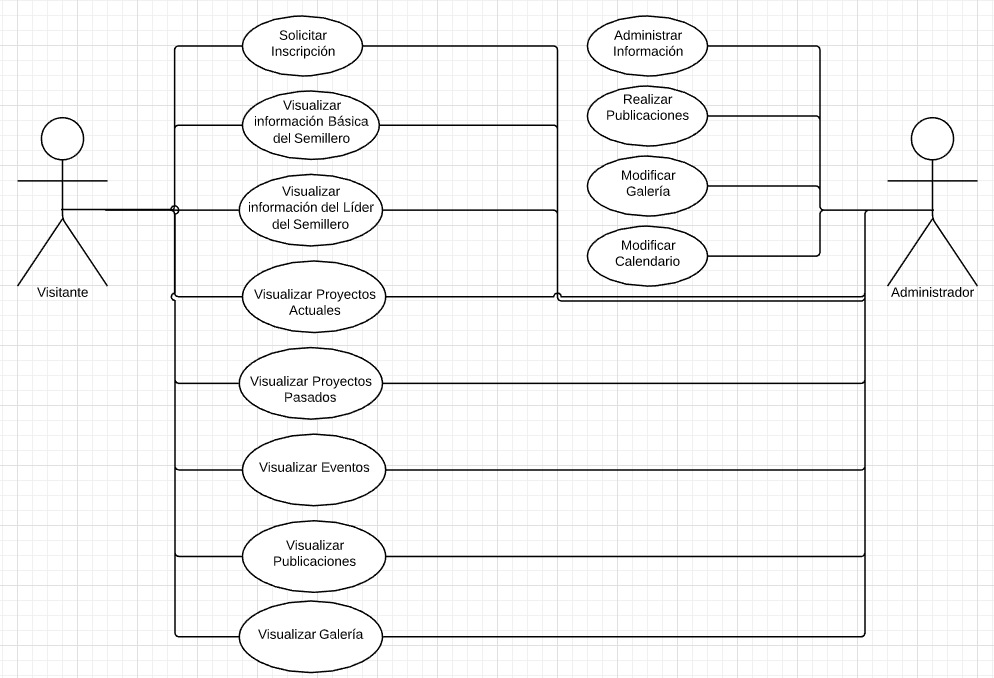 Solicitar
Inscripción
Visualizar
información Básica
del Semillero
Visualizar
información del Líder
del Semillero
Visualizar Proyectos
Actuales
Visualizar Proyectos
Pasados
Visualizar Eventos
Visualizar
Publicaciones
Visualizar Galería
Administrar
Información
Realizar
Publicaciones
Modificar
Galería
Modificar
Calendario
Visitante
Administrador